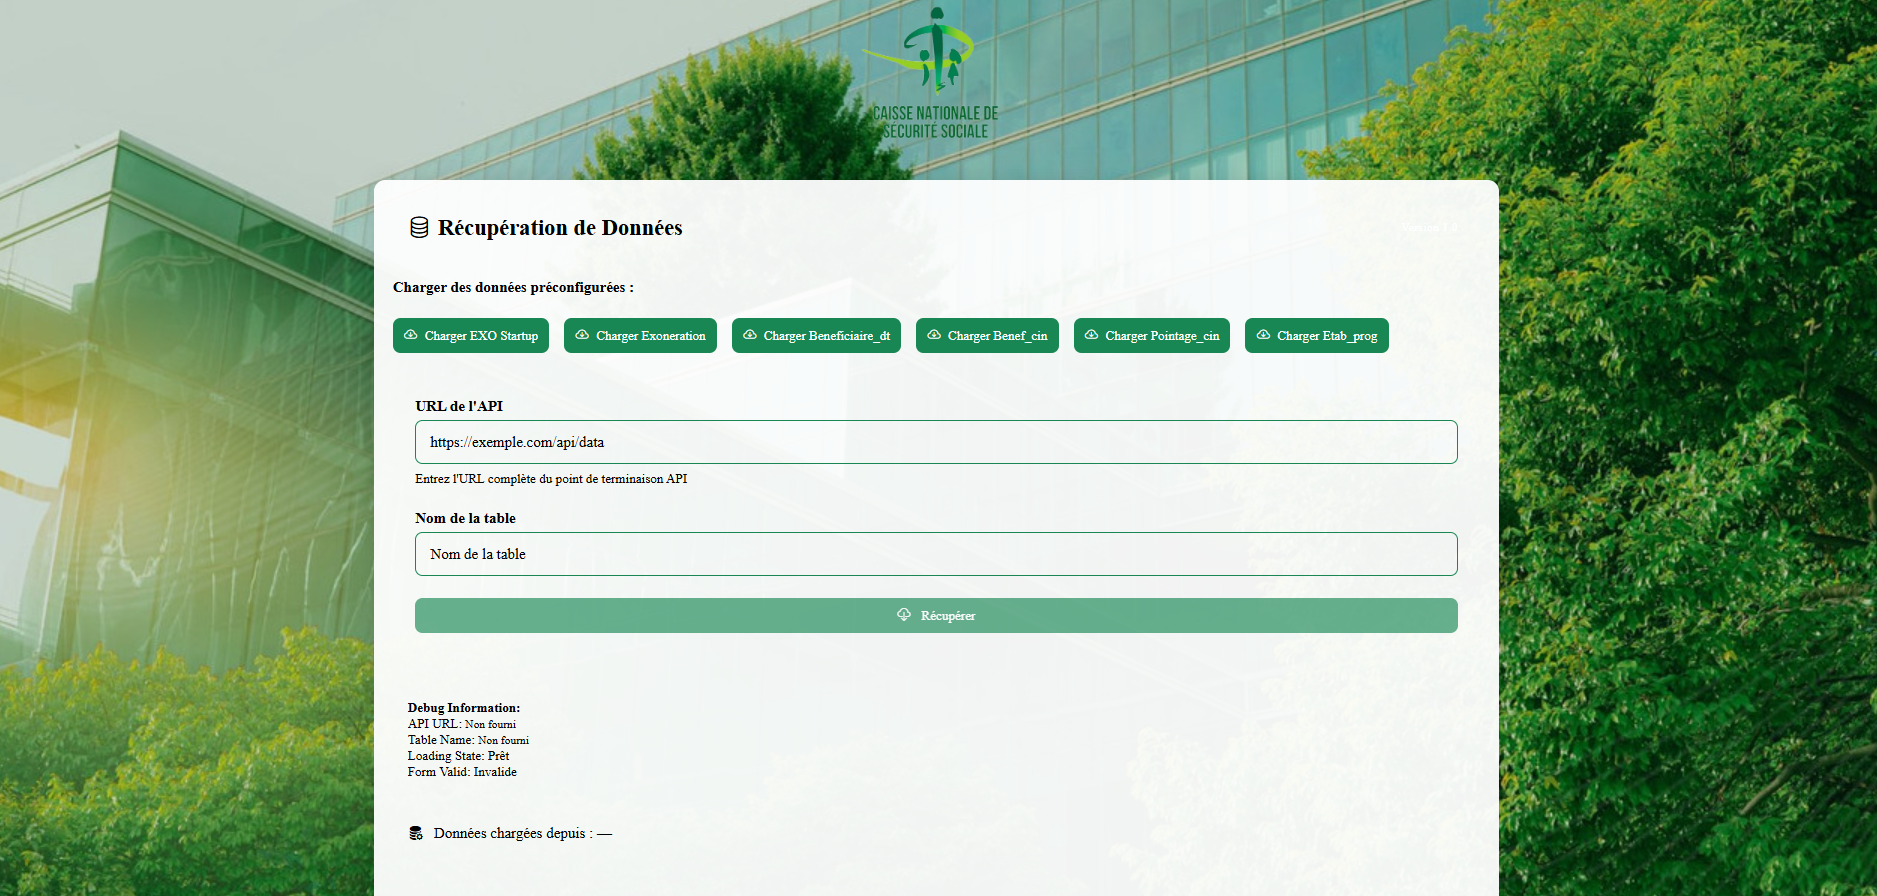 CAISSE NATIONALE DE
SÉCURITÉ SOCIALE
Récupération de Données
Version 1.0
Charger des données préconfigurées :
Charger EXO Startup
Charger Exoneration
Charger Beneficiaire_dt
Charger Benef_cin
Charger Pointage_cin
Charger Etab_prog
URL de l'API
https://exemple.com/api/data
Entrez l'URL complète du point de terminaison API
Nom de la table
Nom de la table
Récupérer
Debug Information:
API URL: Non fourni
Table Name: Non fourni
Loading State: Prêt
Form Valid: Invalide
Données chargées depuis : —